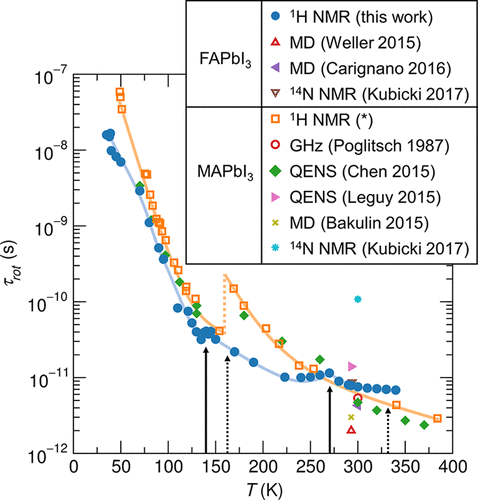 FAPbI₃
¹H NMR (this work)
MD (Weller 2015)
MD (Carignano 2016)
¹⁴N NMR (Kubicki 2017)
MAPbI₃
¹H NMR (*)
GHz (Poglitsch 1987)
QENS (Chen 2015)
QENS (Leguy 2015)
MD (Bakulin 2015)
¹⁴N NMR (Kubicki 2017)
10⁻⁷
10⁻⁸
10⁻⁹
10⁻¹⁰
10⁻¹¹
10⁻¹²
τrot (s)
0 50 100 150 200 250 300 350 400
T (K)